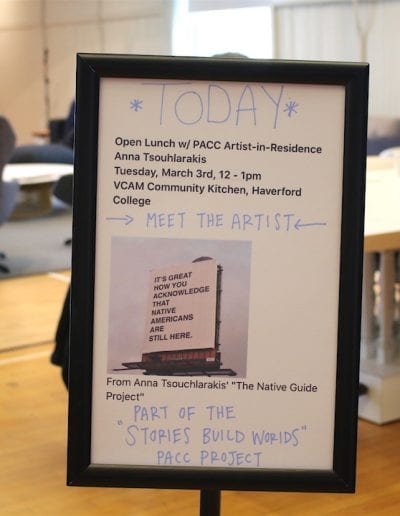 *TODAY*
Open Lunch w/ PACC Artist-in-Residence
Anna Tsouhlarakis
Tuesday, March 3rd, 12 - 1pm
VCAM Community Kitchen, Haverford
College
→ MEET THE ARTIST ←
IT'S GREAT
HOW YOU
ACKNOWLEDGE
THAT
NATIVE
AMERICANS
ARE
STILL HERE.
From Anna Tsouchlarakis' "The Native Guide
Project"
PART OF THE
"STORIES BUILD WORLDS"
PACC PROJECT